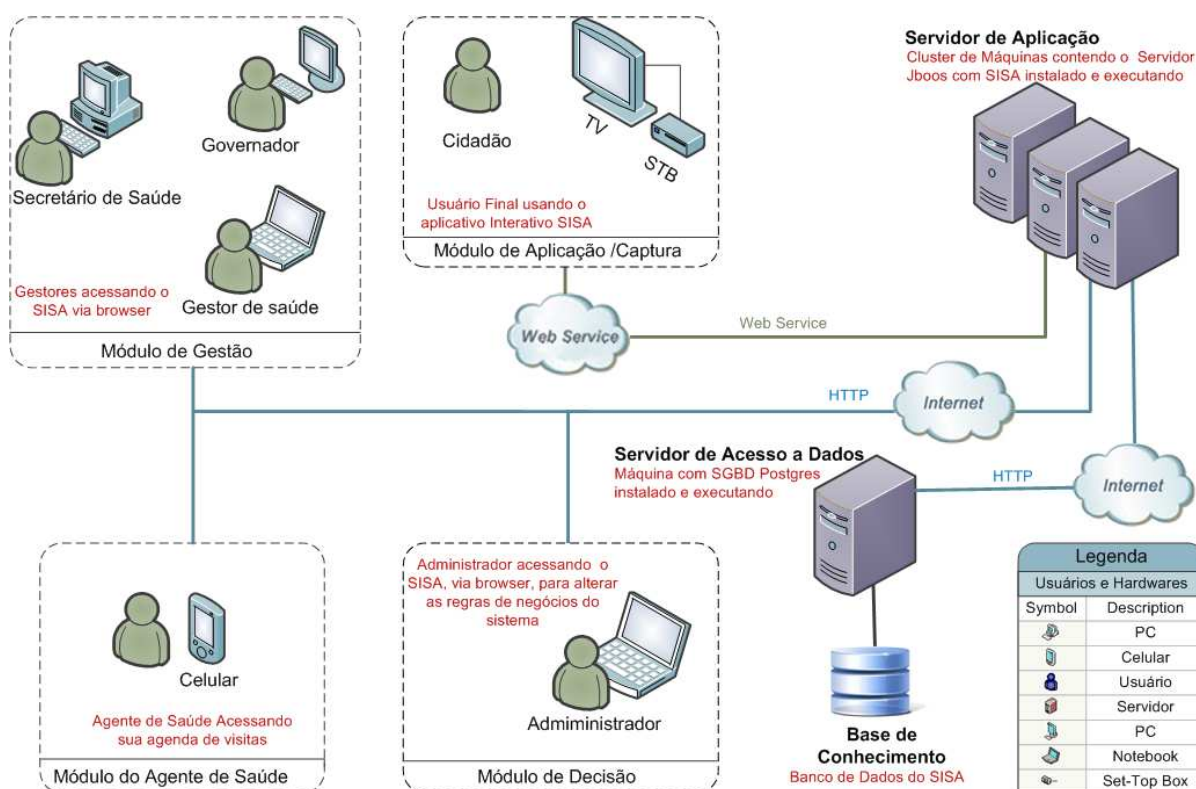 Secretário de Saúde
Governador
Gestores acessando o
SISA via browser
Gestor de saúde
Módulo de Gestão
Cidadão
TV
STB
Usuário Final usando o
aplicativo Interativo SISA
Módulo de Aplicação /Captura
Servidor de Aplicação
Cluster de Máquinas contendo o Servidor
Jboos com SISA instalado e executando
Web Service
Web Service
HTTP
Internet
Servidor de Acesso a Dados
Máquina com SGBD Postgres
instalado e executando
HTTP
Internet
Celular
Agente de Saúde Acessando
sua agenda de visitas
Módulo do Agente de Saúde
Administrador acessando o
SISA, via browser, para alterar
as regras de negócios do
sistema
Admiministrador
Módulo de Decisão
Base de
Conhecimento
Banco de Dados do SISA
Legenda
Usuários e Hardwares
Symbol Description
PC
Celular
Usuário
Servidor
PC
Notebook
Set-Top Box